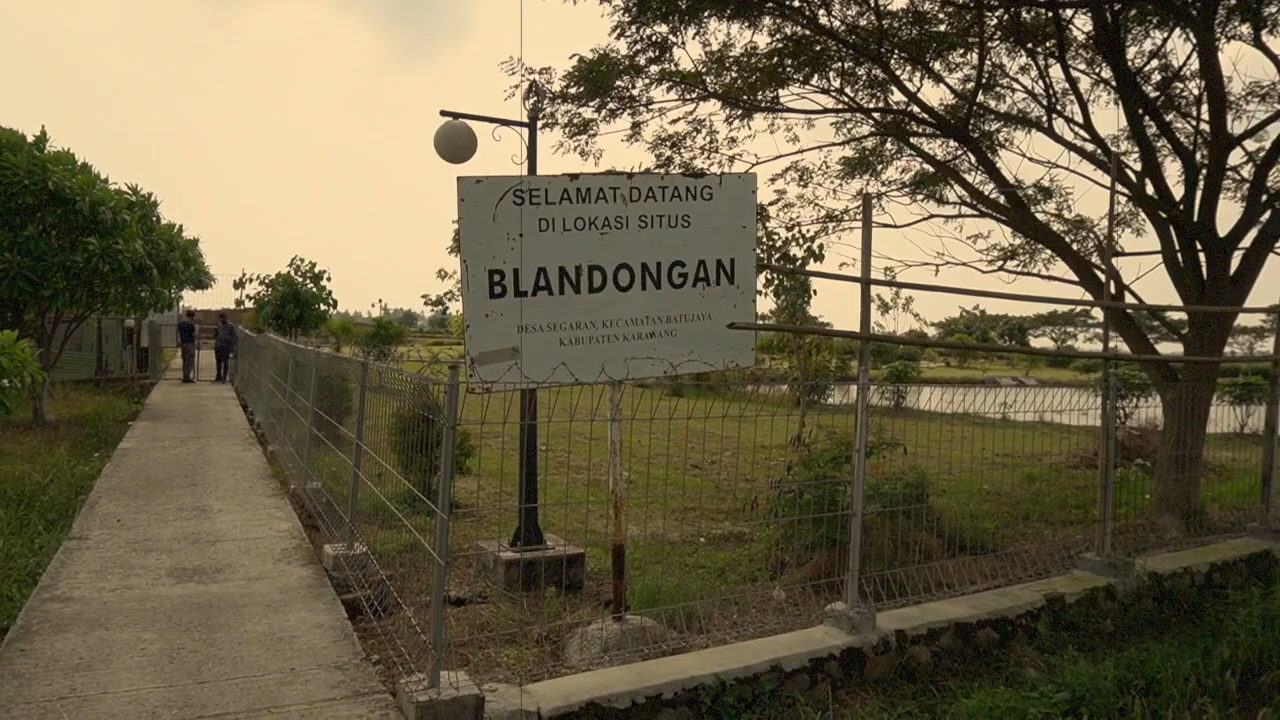 SELAMAT DATANG
DI LOKASI SITUS
BLANDONGAN
DESA SEGARAN, KECAMATAN BATUJAYA
KABUPATEN KARAWANG